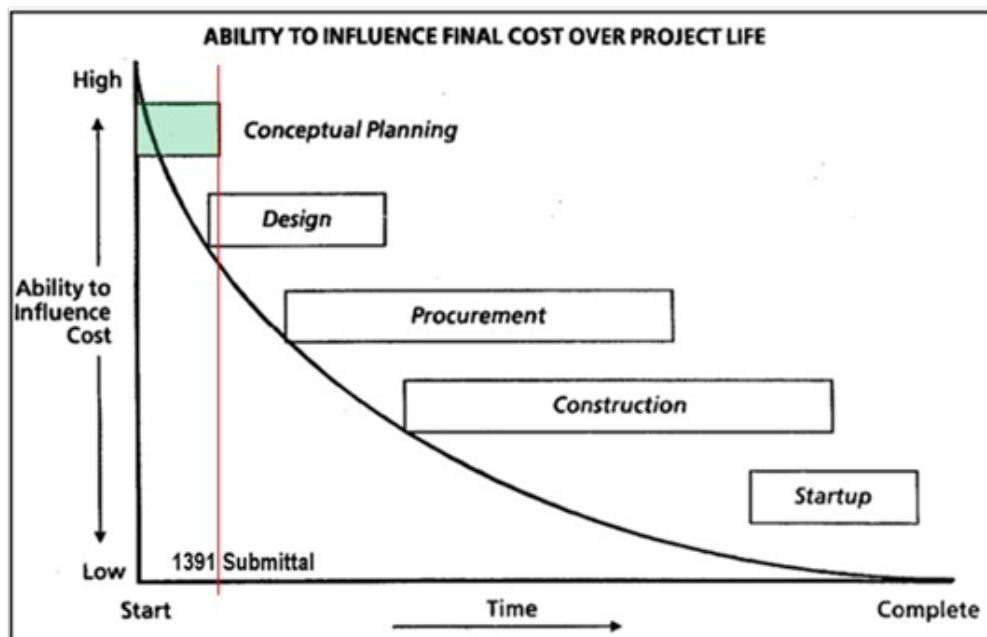 ABILITY TO INFLUENCE FINAL COST OVER PROJECT LIFE
High
Conceptual Planning
Design
Ability to
Influence
Cost
Procurement
Construction
Startup
1391 Submittal
Low
Start
Time
Complete